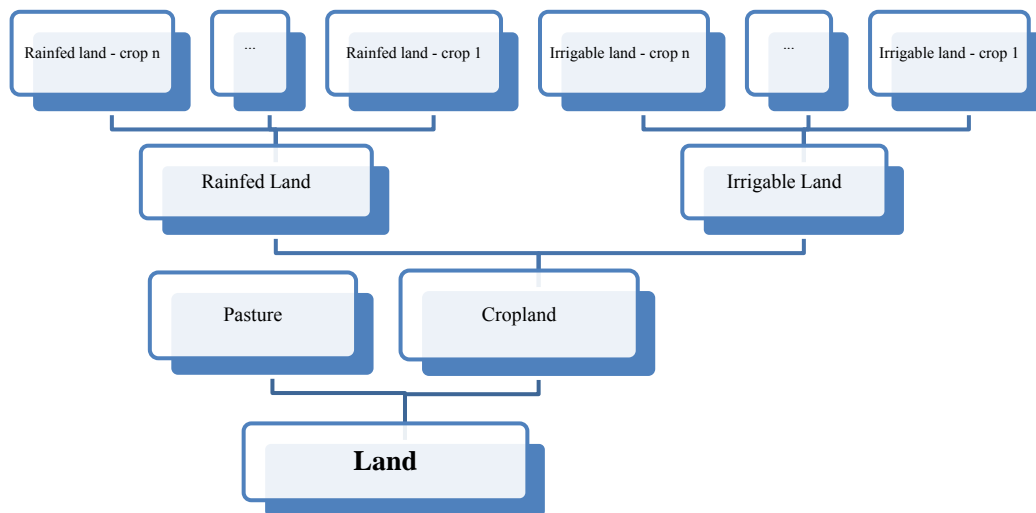 Rainfed land - crop n
...
Rainfed land - crop 1
Irrigable land - crop n
...
Irrigable land - crop 1
Rainfed Land
Irrigable Land
Pasture
Cropland
Land